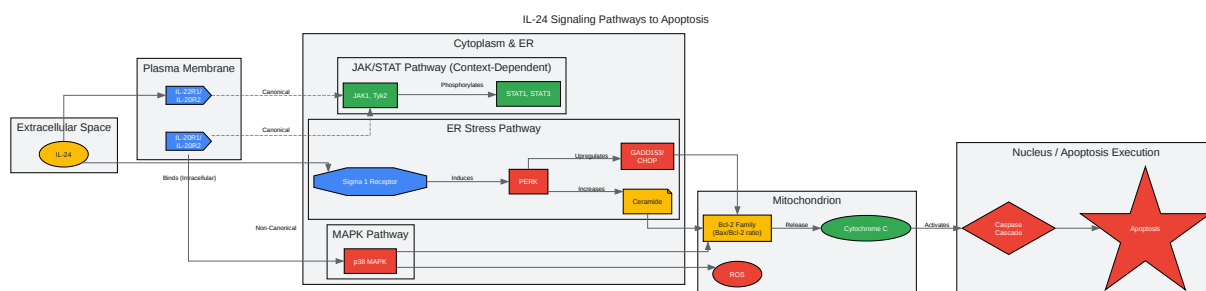 IL-24 Signaling Pathways to Apoptosis
Cytoplasm & ER
Plasma Membrane
JAK/STAT Pathway (Context-Dependent)
IL-22R1/
IL-20R2
Canonical
JAK1, Tyk2
Phosphorylates
STAT1, STAT3
Extracellular Space
IL-24
IL-20R1/
IL-20R2
Canonical
ER Stress Pathway
Binds (Intracellular)
Sigma 1 Receptor
Induces
PERK
Upregulates
GADD153/
CHOP
Increases
Ceramide
Non-Canonical
MAPK Pathway
p38 MAPK
Mitochondrion
Bcl-2 Family
(Bax/Bcl-2 ratio)
Release
Cytochrome C
ROS
Activates
Nucleus / Apoptosis Execution
Caspase
Cascade
Apoptosis